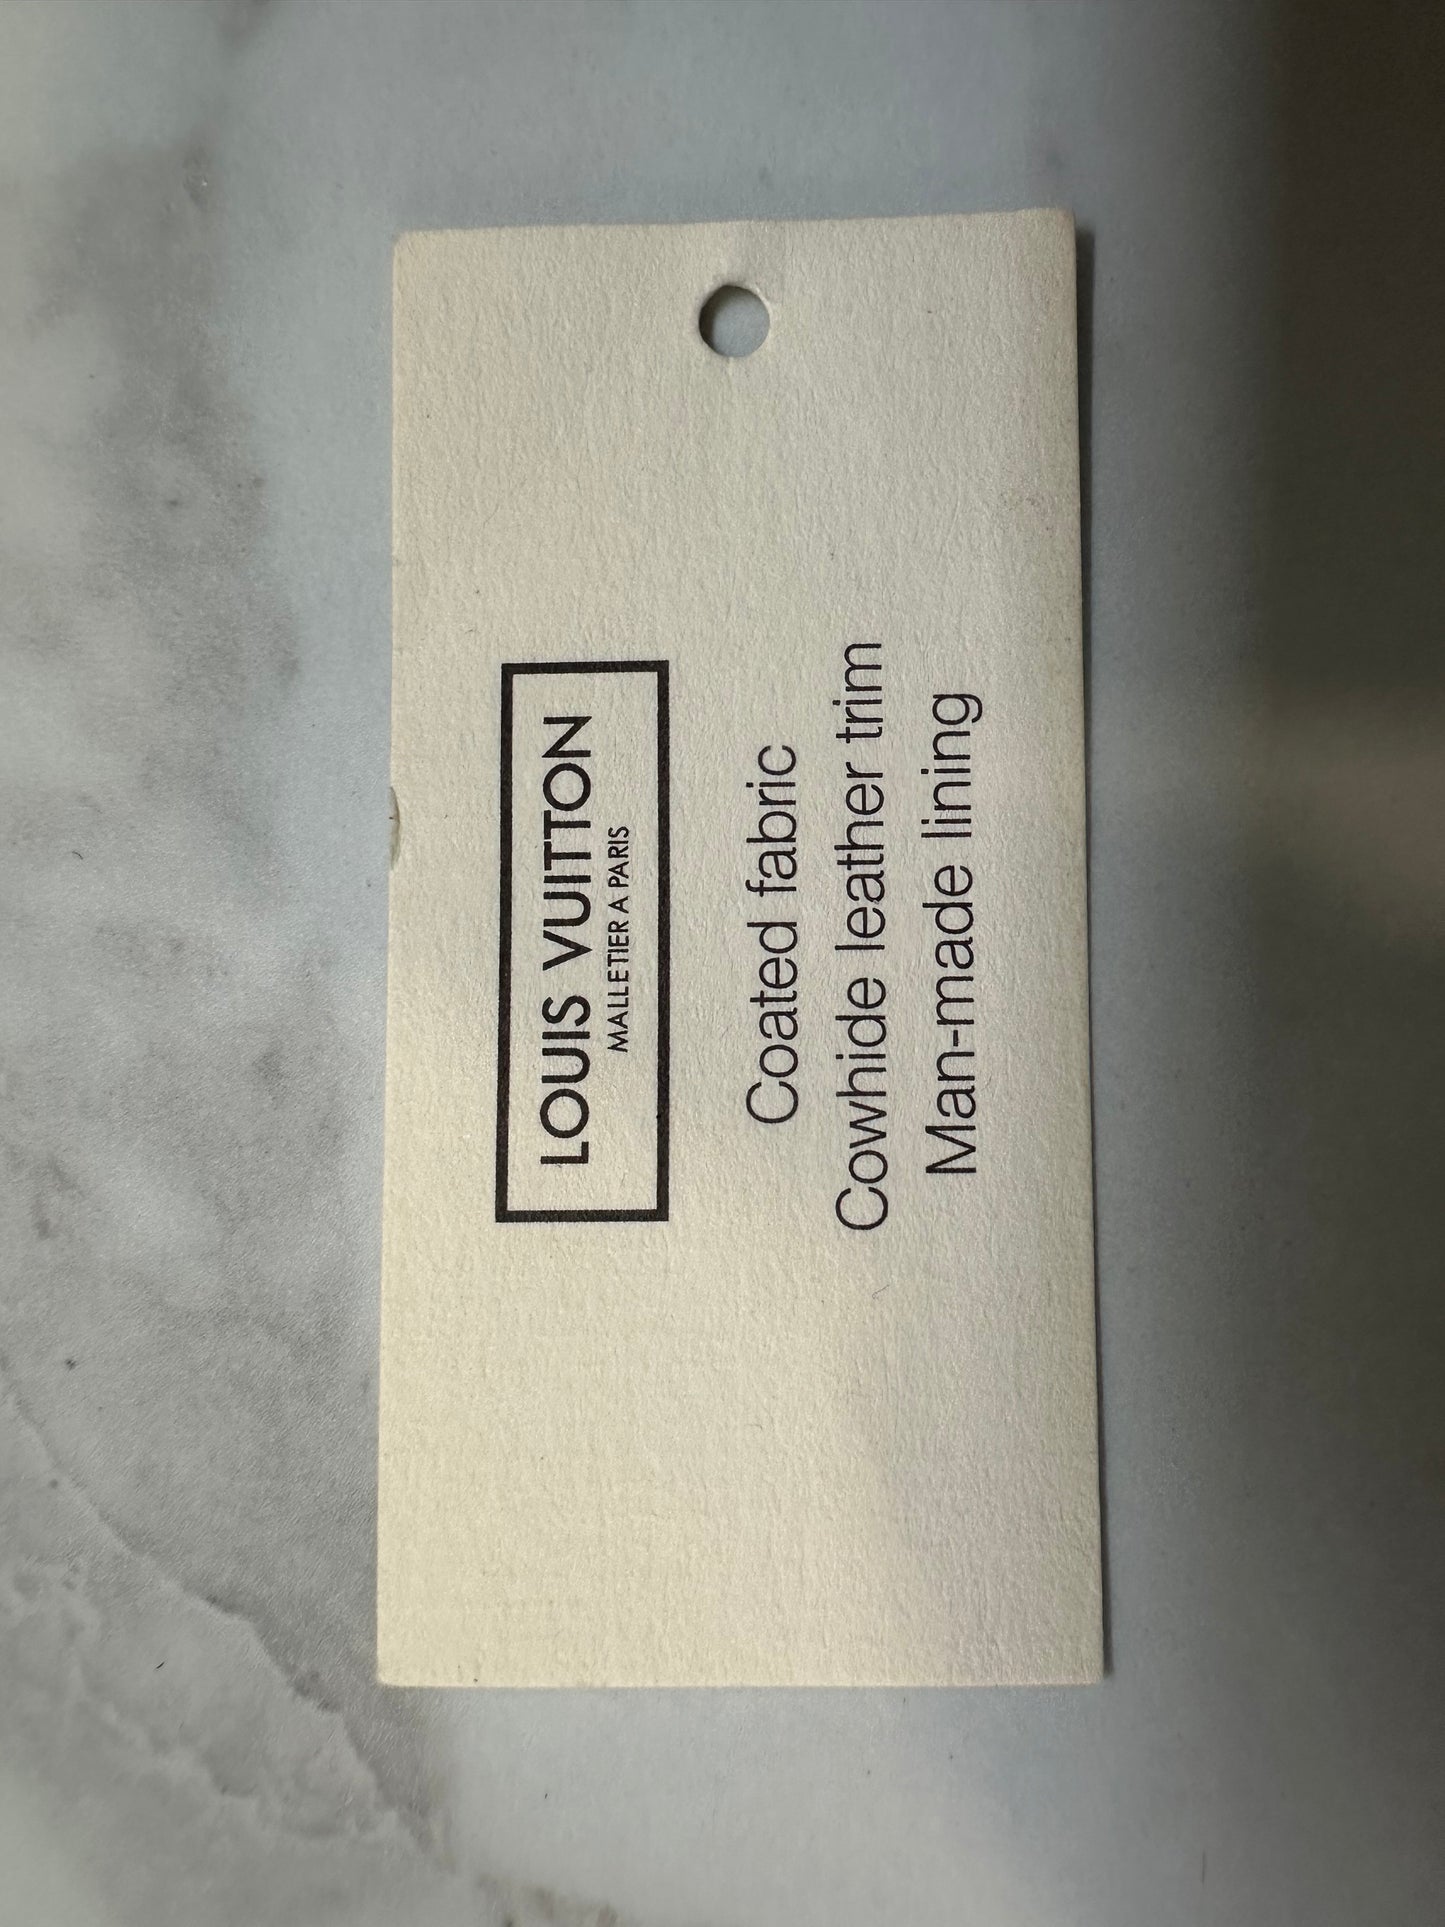 LOUIS VUITTON
MALLETIER A PARIS
Coated fabric
Cowhide leather trim
Man-made lining